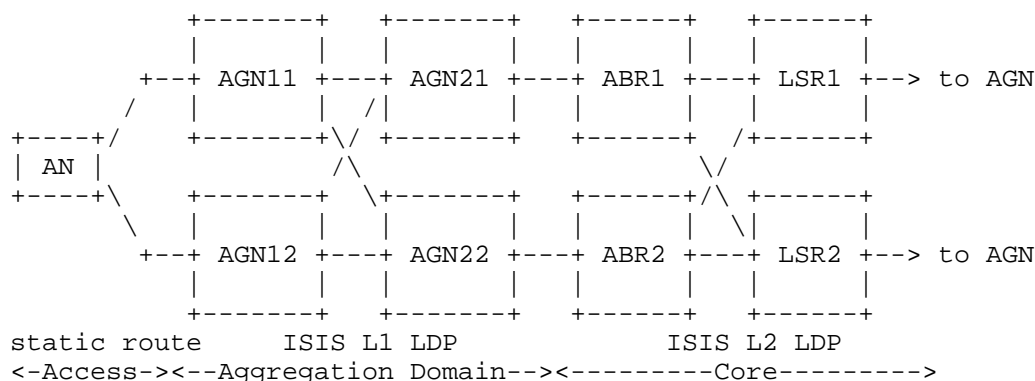 AGN11 AGN21 ABR1 LSR1 --> to AGN
AN
AGN12 AGN22 ABR2 LSR2 --> to AGN
static route ISIS L1 LDP ISIS L2 LDP
<-Access-><--Aggregation Domain--><---------Core--------->